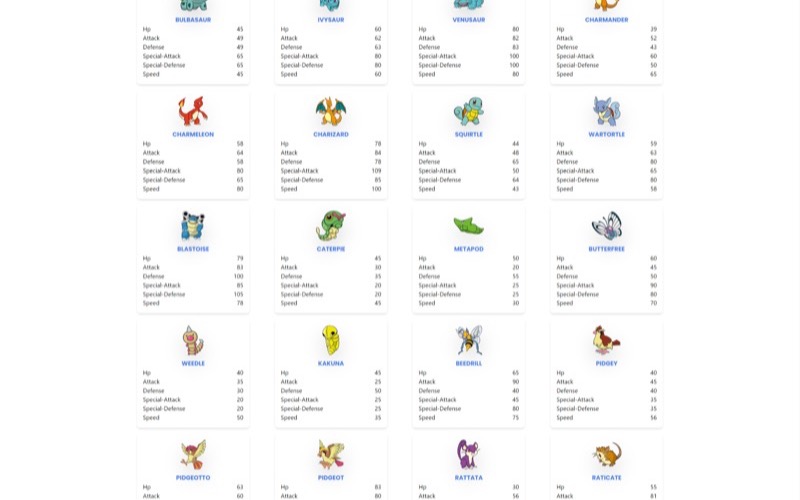 BULBASAUR
Hp 45
Attack 49
Defense 49
Special-Attack 65
Special-Defense 65
Speed 45
IVYSAUR
Hp 60
Attack 62
Defense 63
Special-Attack 80
Special-Defense 80
Speed 60
VENUSAUR
Hp 80
Attack 82
Defense 83
Special-Attack 100
Special-Defense 100
Speed 80
CHARMANDER
Hp 39
Attack 52
Defense 43
Special-Attack 60
Special-Defense 50
Speed 65
CHARMELEON
Hp 58
Attack 64
Defense 58
Special-Attack 80
Special-Defense 65
Speed 80
CHARIZARD
Hp 78
Attack 84
Defense 78
Special-Attack 109
Special-Defense 85
Speed 100
SQUIRTLE
Hp 44
Attack 48
Defense 65
Special-Attack 50
Special-Defense 64
Speed 43
WARTORTLE
Hp 59
Attack 63
Defense 80
Special-Attack 65
Special-Defense 80
Speed 58
BLASTOISE
Hp 79
Attack 83
Defense 100
Special-Attack 85
Special-Defense 105
Speed 78
CATERPIE
Hp 45
Attack 30
Defense 35
Special-Attack 20
Special-Defense 20
Speed 45
METAPOD
Hp 50
Attack 20
Defense 55
Special-Attack 25
Special-Defense 25
Speed 30
BUTTERFREE
Hp 60
Attack 45
Defense 50
Special-Attack 90
Special-Defense 80
Speed 70
WEEDLE
Hp 40
Attack 35
Defense 30
Special-Attack 20
Special-Defense 20
Speed 50
KAKUNA
Hp 45
Attack 25
Defense 50
Special-Attack 25
Special-Defense 25
Speed 35
BEEDRILL
Hp 65
Attack 90
Defense 40
Special-Attack 45
Special-Defense 80
Speed 75
PIDGEY
Hp 40
Attack 45
Defense 40
Special-Attack 35
Special-Defense 35
Speed 56
PIDGEOTTO
Hp 63
Attack 60
PIDGEOT
Hp 83
Attack 80
RATTATA
Hp 30
Attack 56
RATICATE
Hp 55
Attack 81